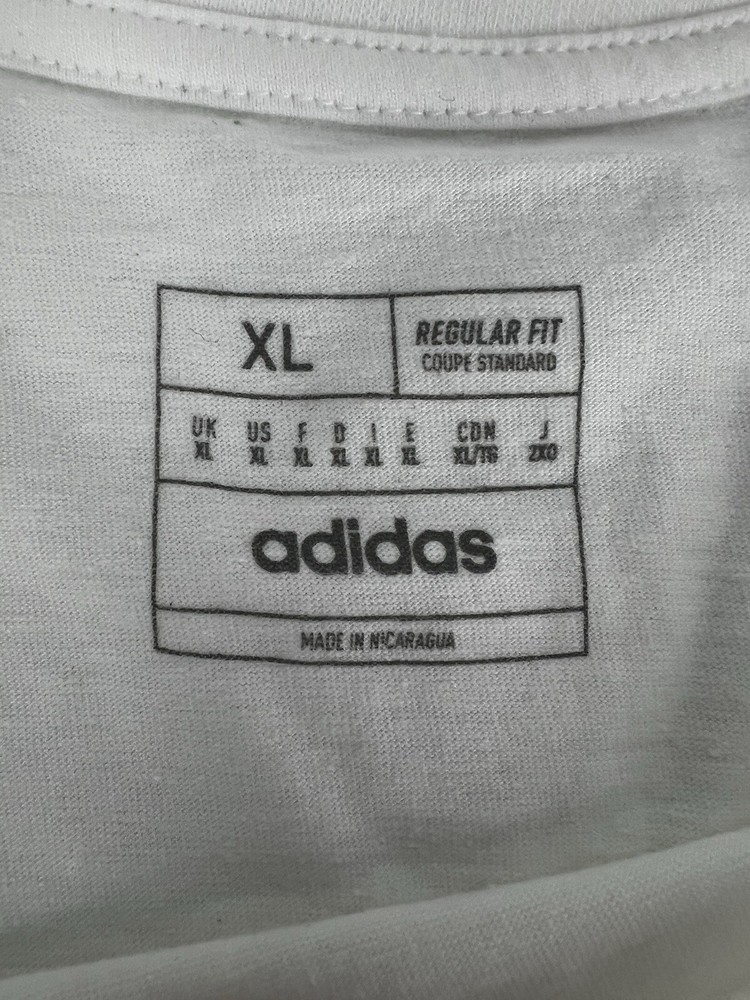 XL
REGULAR FIT
COUPE STANDARD
UK US F D I E CDN J
XL XL XL XL XL XL XL/TG 2XO
adidas
MADE IN NICARAGUA